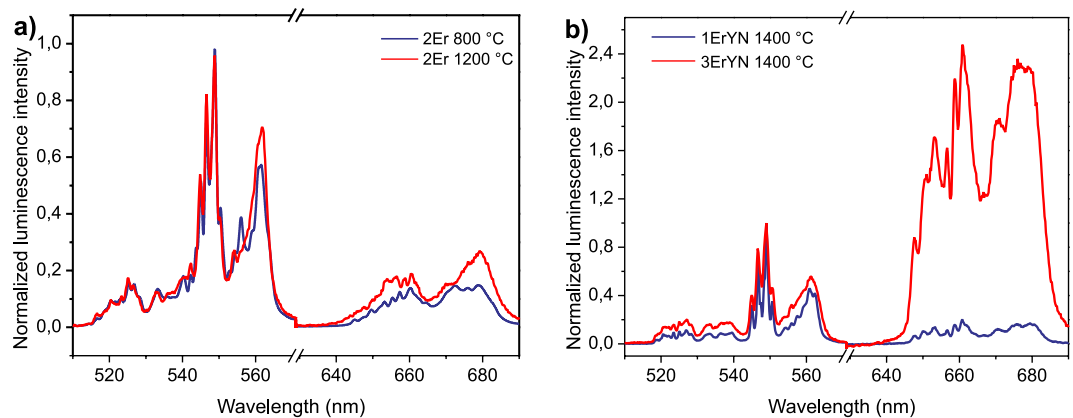 a)
Normalized luminescence intensity
1,0
0,8
0,6
0,4
0,2
0,0
2Er 800 °C
2Er 1200 °C
520 540 560 640 660 680
Wavelength (nm)
b)
Normalized luminescence intensity
2,4
2,0
1,6
1,2
0,8
0,4
0,0
1ErYN 1400 °C
3ErYN 1400 °C
520 540 560 640 660 680
Wavelength (nm)